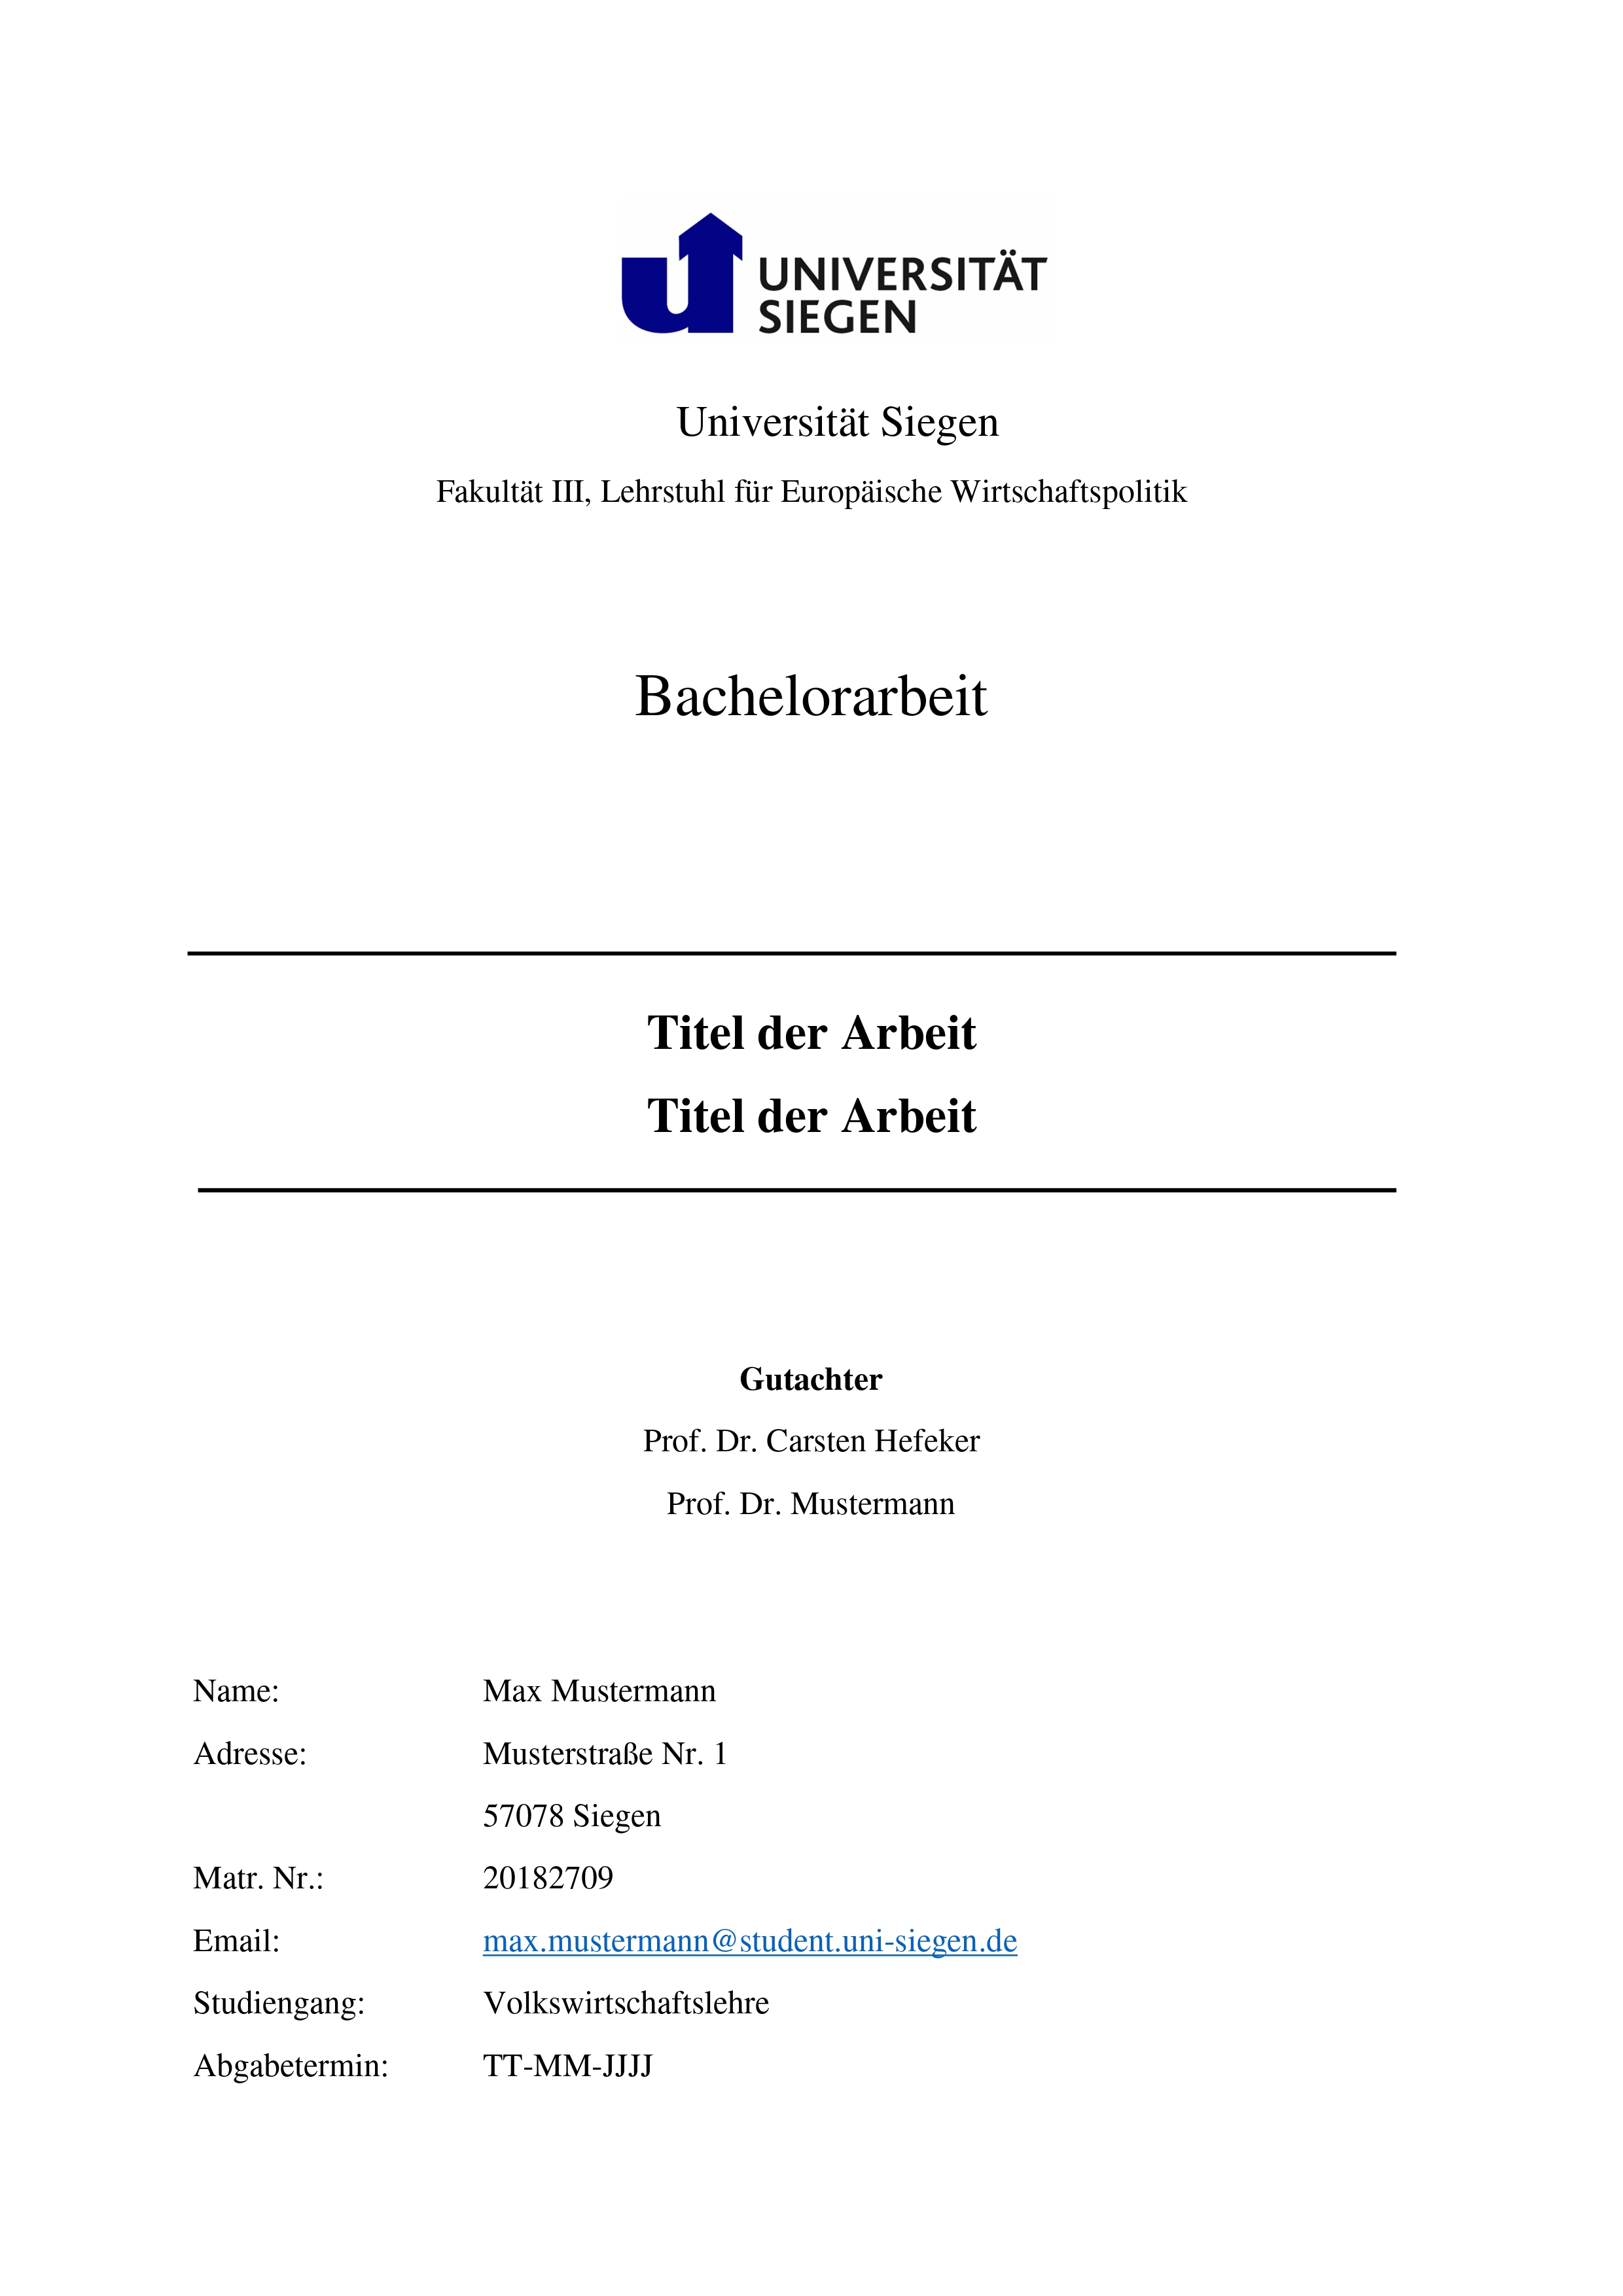 UNIVERSITÄT
SIEGEN
Universität Siegen
Fakultät III, Lehrstuhl für Europäische Wirtschaftspolitik
Bachelorarbeit
Titel der Arbeit
Titel der Arbeit
Gutachter
Prof. Dr. Carsten Hefeker
Prof. Dr. Mustermann
Name: Max Mustermann
Adresse: Musterstraße Nr. 1
57078 Siegen
Matr. Nr.: 20182709
Email: max.mustermann@student.uni-siegen.de
Studiengang: Volkswirtschaftslehre
Abgabetermin: TT-MM-JJJJ